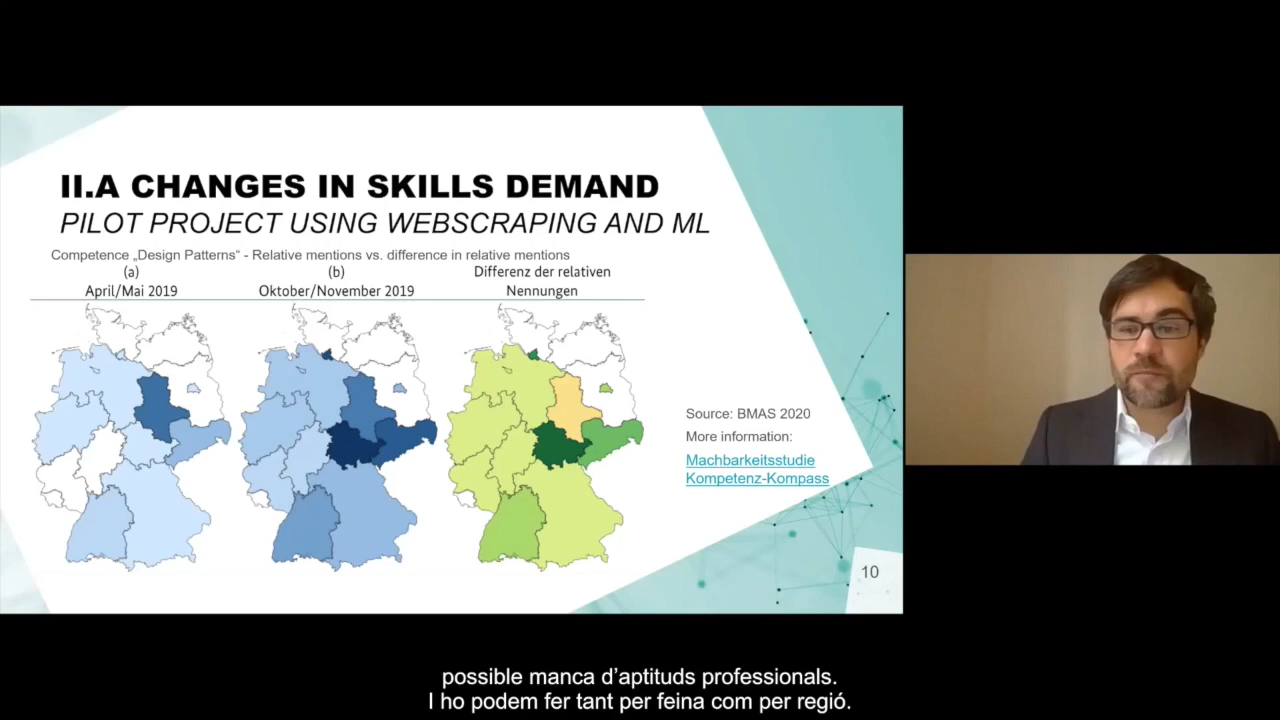 II.A CHANGES IN SKILLS DEMAND
PILOT PROJECT USING WEBSCRAPING AND ML
Competence „Design Patterns“ - Relative mentions vs. difference in relative mentions
(a)
April/Mai 2019
(b)
Oktober/November 2019
Differenz der relativen
Nennungen
Source: BMAS 2020
More information:
Machbarkeitsstudie
Kompetenz-Kompass
10
possible manca d'aptituds professionals.
I ho podem fer tant per feina com per regió.